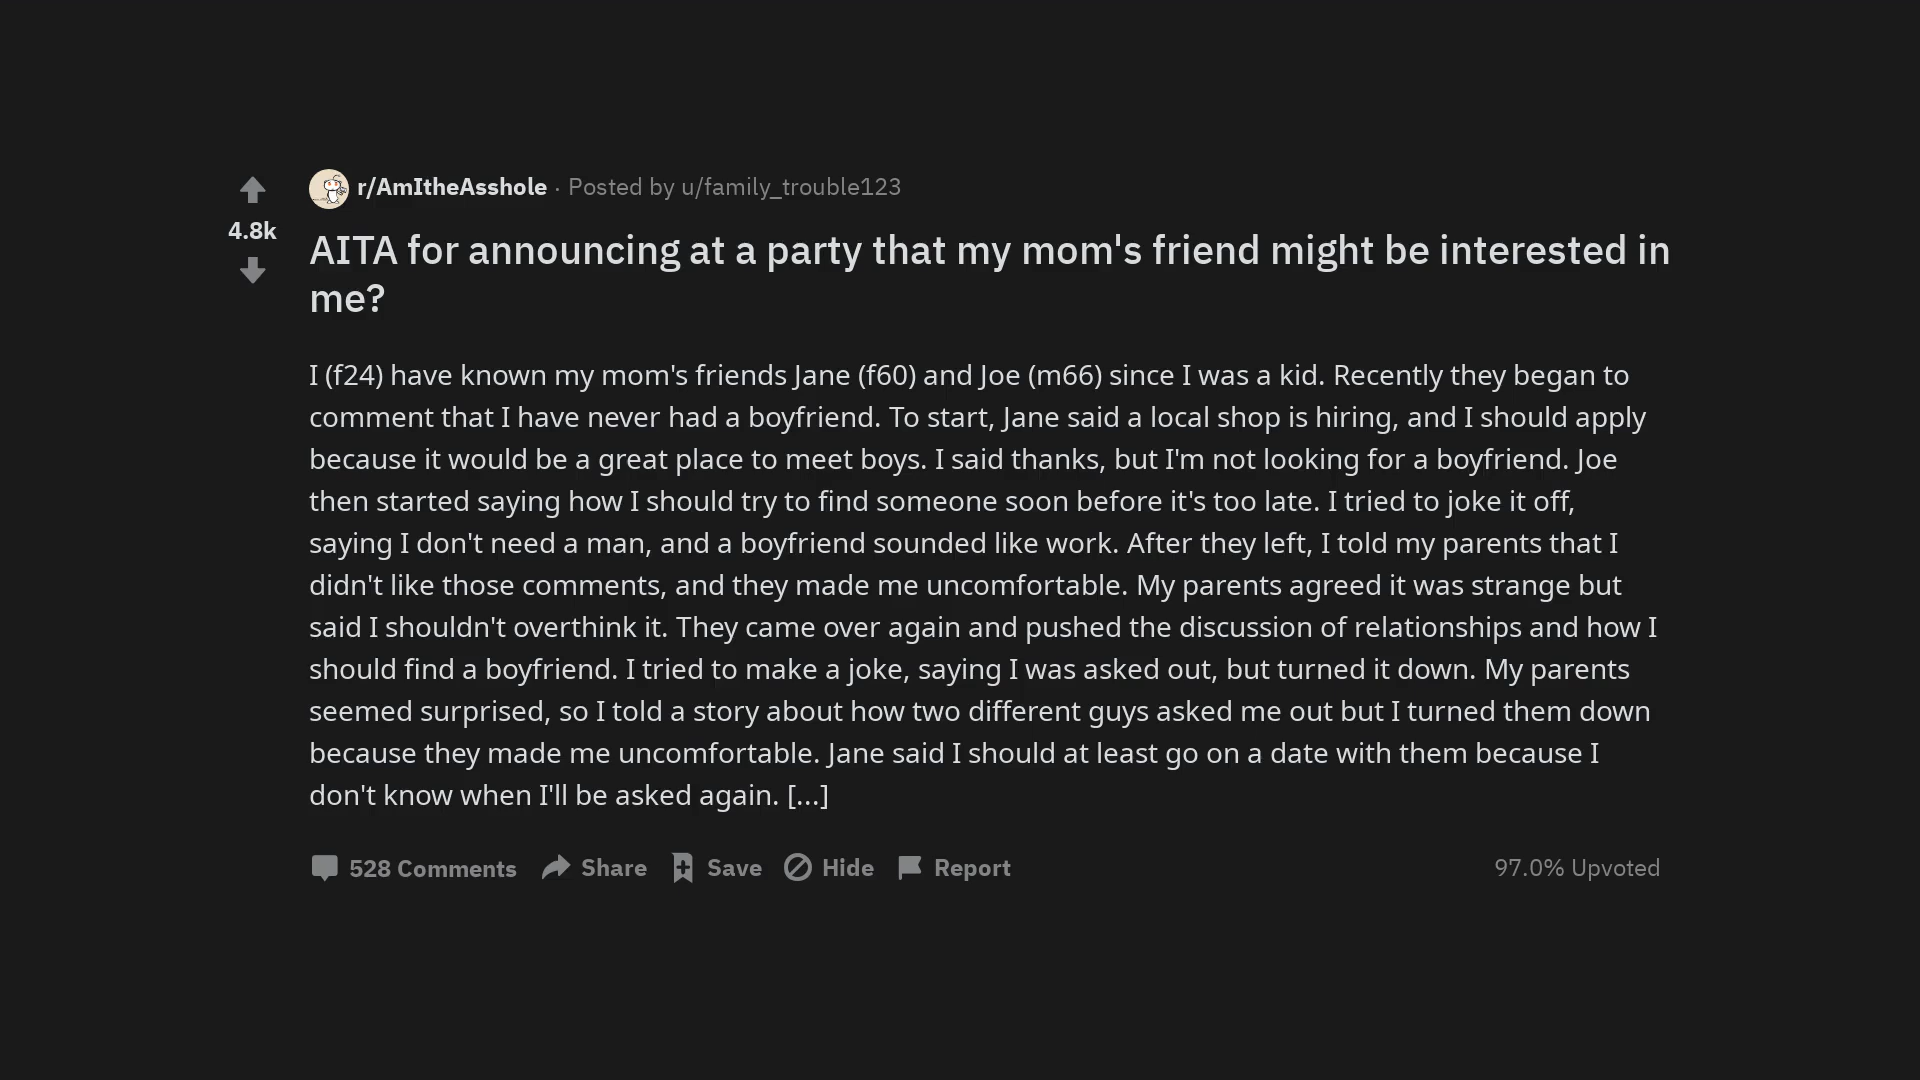 r/AmItheAsshole · Posted by u/family_trouble123
4.8k
AITA for announcing at a party that my mom's friend might be interested in
me?
I (f24) have known my mom's friends Jane (f60) and Joe (m66) since I was a kid. Recently they began to
comment that I have never had a boyfriend. To start, Jane said a local shop is hiring, and I should apply
because it would be a great place to meet boys. I said thanks, but I'm not looking for a boyfriend. Joe
then started saying how I should try to find someone soon before it's too late. I tried to joke it off,
saying I don't need a man, and a boyfriend sounded like work. After they left, I told my parents that I
didn't like those comments, and they made me uncomfortable. My parents agreed it was strange but
said I shouldn't overthink it. They came over again and pushed the discussion of relationships and how I
should find a boyfriend. I tried to make a joke, saying I was asked out, but turned it down. My parents
seemed surprised, so I told a story about how two different guys asked me out but I turned them down
because they made me uncomfortable. Jane said I should at least go on a date with them because I
don't know when I'll be asked again. [...]
528 Comments Share Save Hide Report 97.0% Upvoted